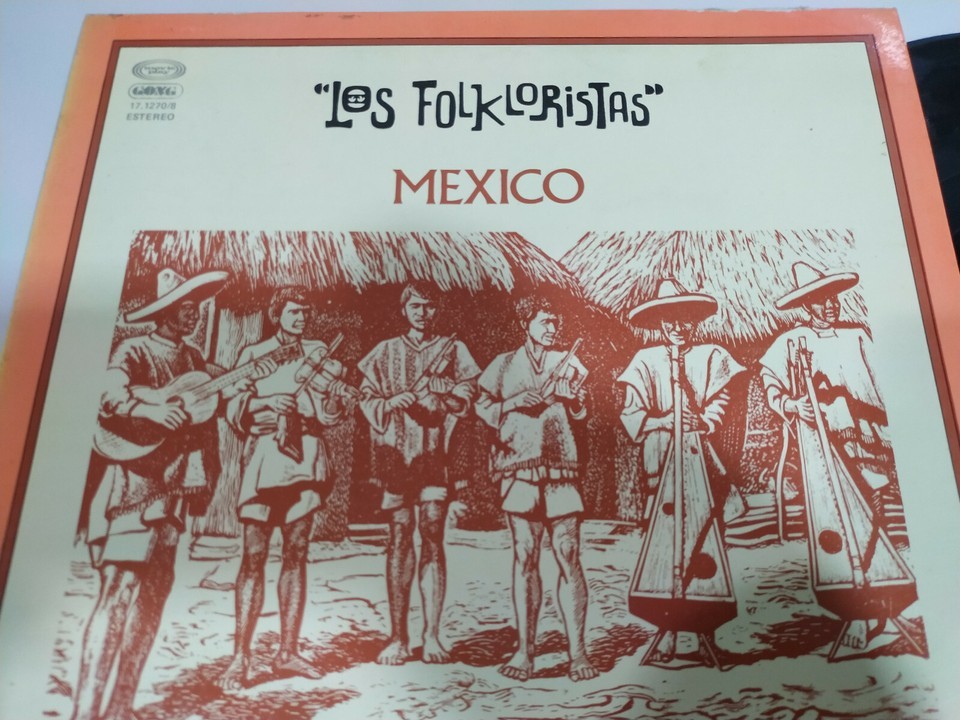 GONG
17.1270/8
ESTEREO
"LOS FOLKLORISTAS"
MEXICO